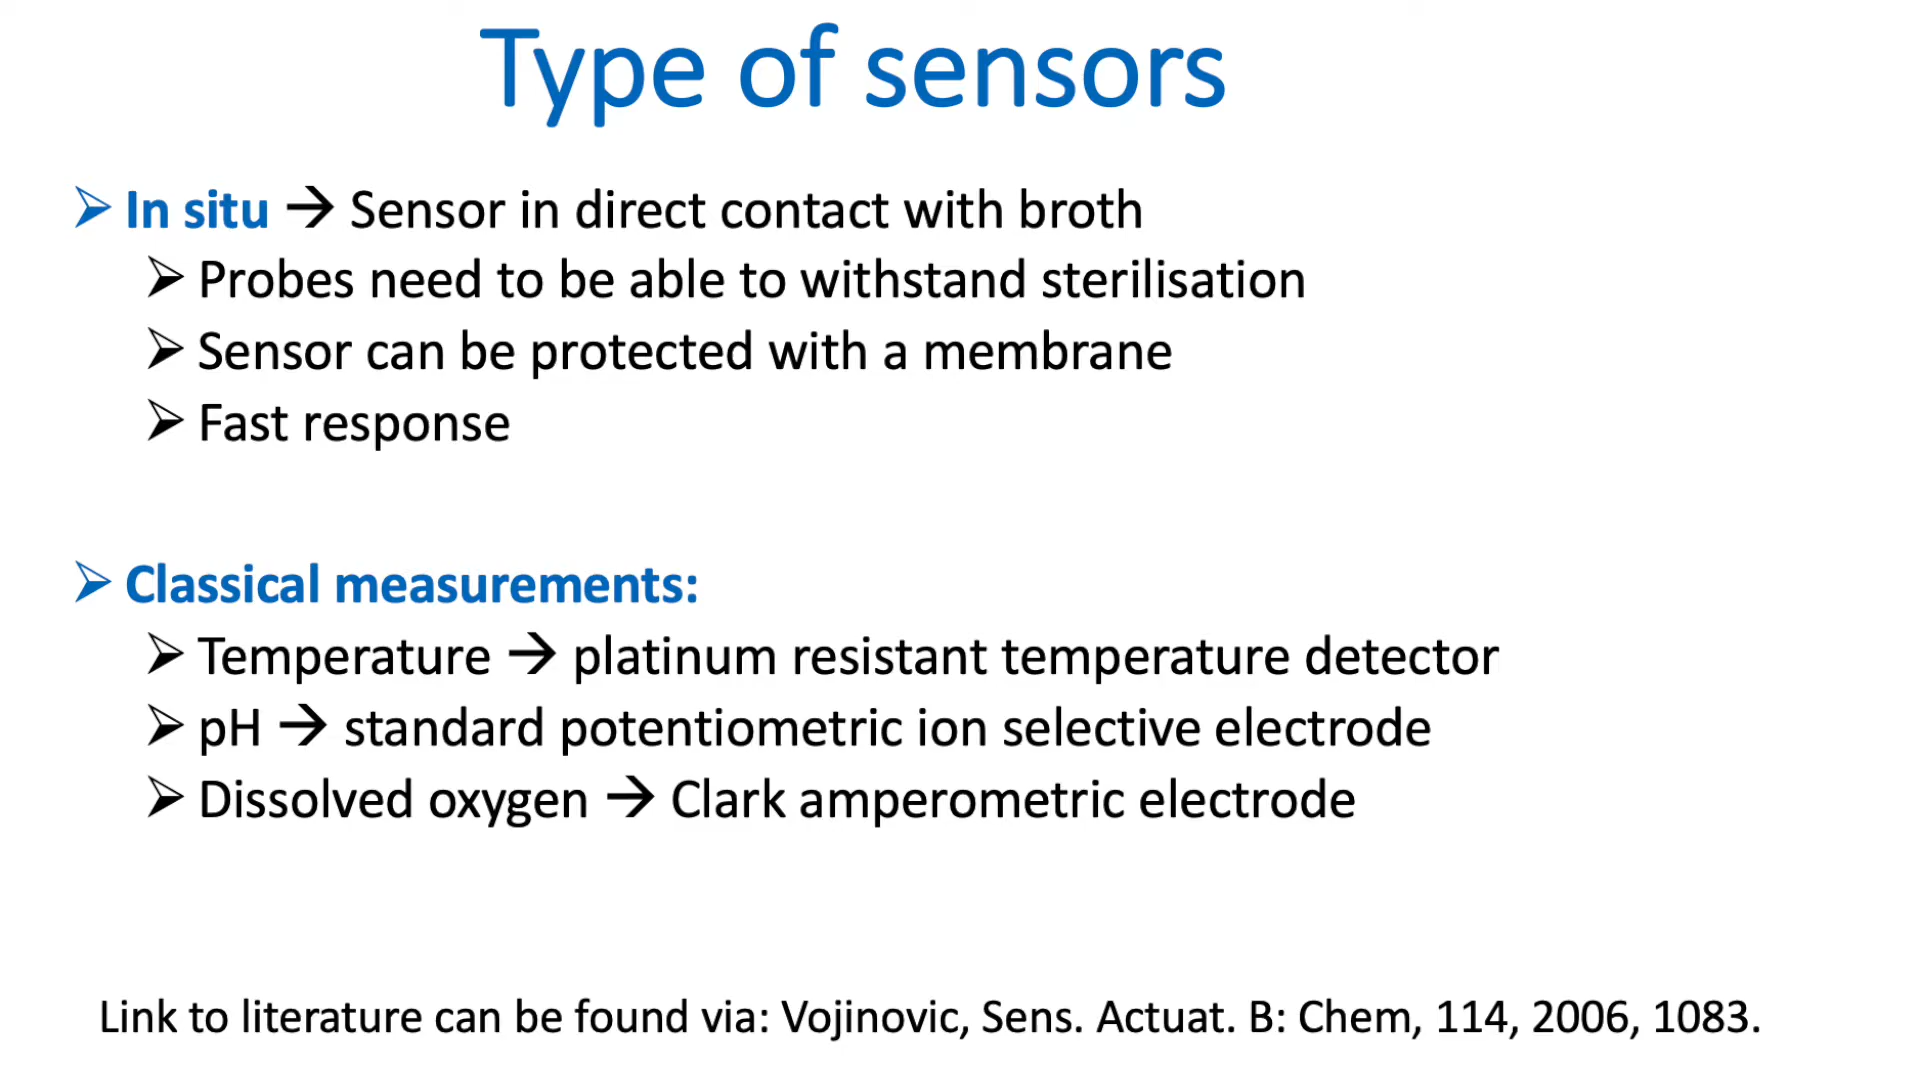 Type of sensors
➢ In situ → Sensor in direct contact with broth
➢ Probes need to be able to withstand sterilisation
➢ Sensor can be protected with a membrane
➢ Fast response
➢ Classical measurements:
➢ Temperature → platinum resistant temperature detector
➢ pH → standard potentiometric ion selective electrode
➢ Dissolved oxygen → Clark amperometric electrode
Link to literature can be found via: Vojinovic, Sens. Actuat. B: Chem, 114, 2006, 1083.